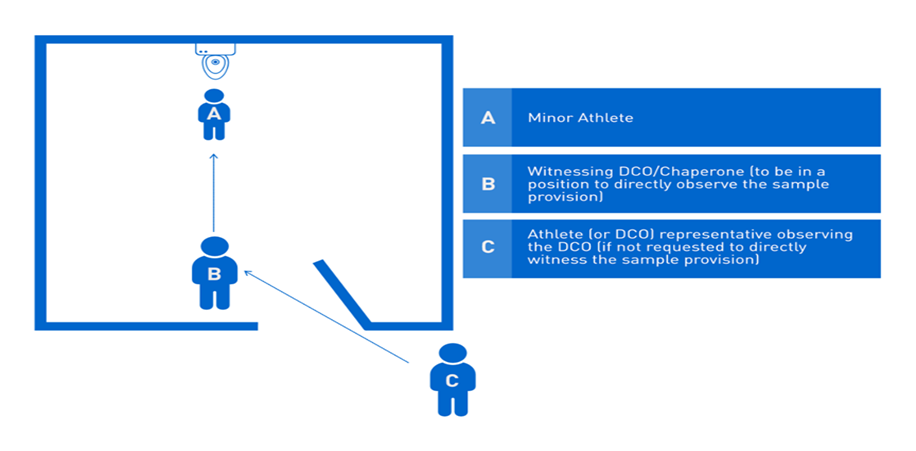 A
B
C
A
Minor Athlete
B
Witnessing DCO/Chaperone (to be in a
position to directly observe the sample
provision)
C
Athlete (or DCO) representative observing
the DCO (if not requested to directly
witness the sample provision)